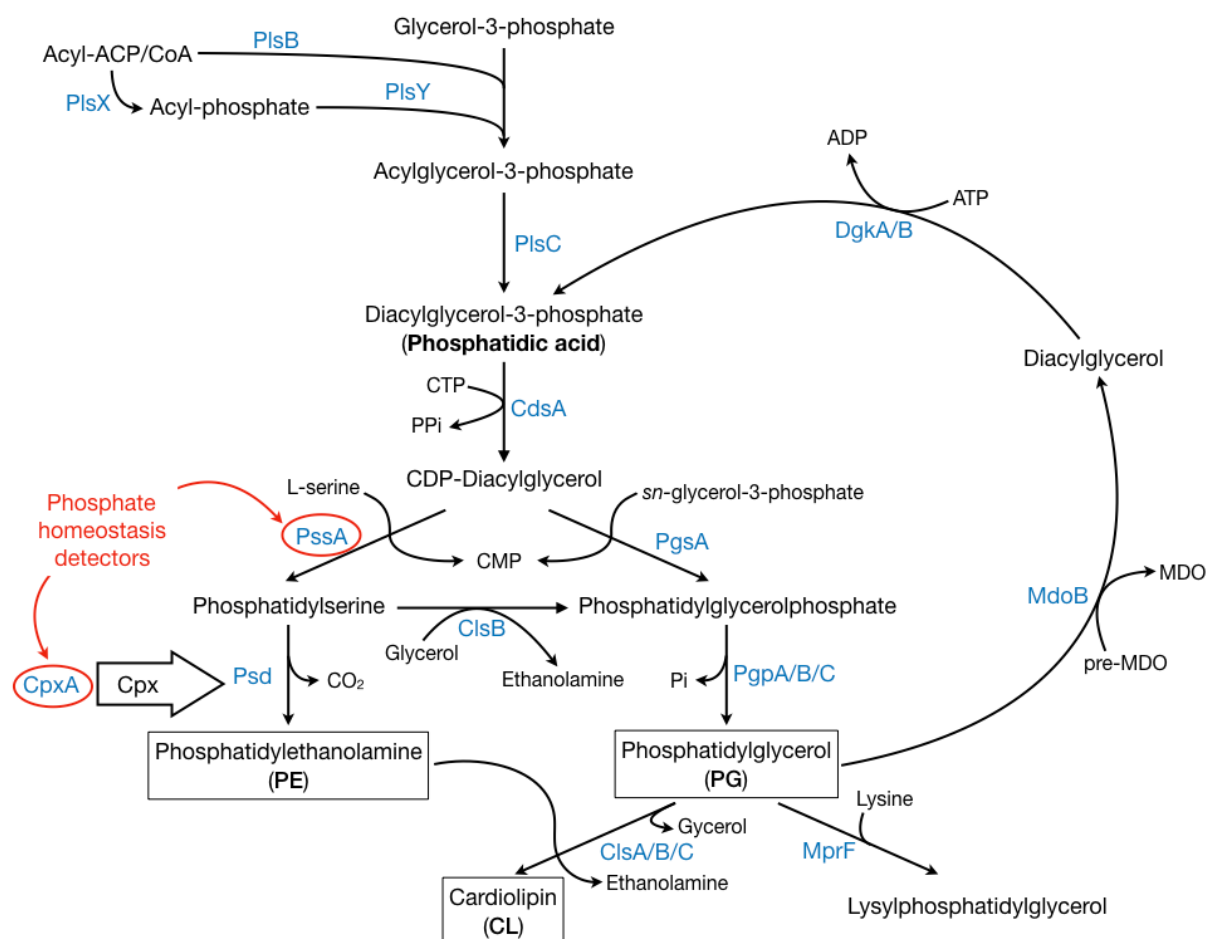 Glycerol-3-phosphate
PlsB
Acyl-ACP/CoA
PlsX
Acyl-phosphate
PlsY
Acylglycerol-3-phosphate
ADP
ATP
DgkA/B
PlsC
Diacylglycerol-3-phosphate
(Phosphatidic acid)
Diacylglycerol
CTP
CdsA
PPi
CDP-Diacylglycerol
L-serine
sn-glycerol-3-phosphate
Phosphate
homeostasis
detectors
PssA
CMP
PgsA
MDO
MdoB
pre-MDO
Phosphatidylserine
Phosphatidylglycerolphosphate
ClsB
Glycerol
Ethanolamine
CpxA
Cpx
Psd
CO₂
Pi
PgpA/B/C
Phosphatidylethanolamine
(PE)
Phosphatidylglycerol
(PG)
Gycerol
Lysine
ClsA/B/C
MprF
Ethanolamine
Cardiolipin
(CL)
Lysylphosphatidylglycerol